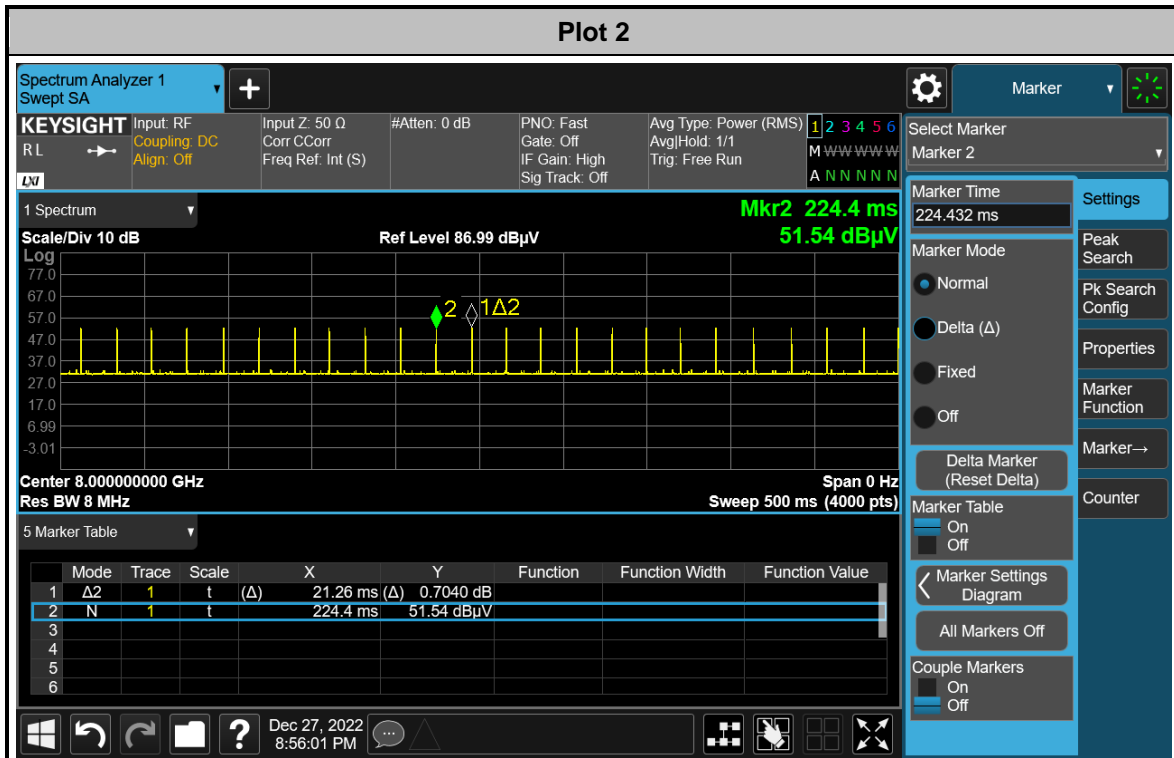 Plot 2
Spectrum Analyzer 1
Swept SA
+
Marker
KEYSIGHT
R L
LXI
Input: RF
Coupling: DC
Align: Off
Input Z: 50 Ω
Corr CCorr
Freq Ref: Int (S)
#Atten: 0 dB
PNO: Fast
Gate: Off
IF Gain: High
Sig Track: Off
Avg Type: Power (RMS)
Avg|Hold: 1/1
Trig: Free Run
1 2 3 4 5 6
M W W W W W
A N N N N N
Select Marker
Marker 2
1 Spectrum
Mkr2 224.4 ms
Scale/Div 10 dB
Ref Level 86.99 dBµV
51.54 dBµV
Log
77.0
67.0
57.0
47.0
37.0
27.0
17.0
6.99
-3.01
2
1Δ2
Center 8.000000000 GHz
Span 0 Hz
Res BW 8 MHz
Sweep 500 ms (4000 pts)
5 Marker Table
Mode Trace Scale X Y Function Function Width Function Value
1 Δ2 1 t (Δ) 21.26 ms (Δ) 0.7040 dB
2 N 1 t 224.4 ms 51.54 dBµV
3
4
5
6
Marker Time
224.432 ms
Marker Mode
Normal
Delta (Δ)
Fixed
Off
Delta Marker
(Reset Delta)
Marker Table
On
Off
Marker Settings
Diagram
All Markers Off
Couple Markers
On
Off
Settings
Peak
Search
Pk Search
Config
Properties
Marker
Function
Marker→
Counter
?
Dec 27, 2022
8:56:01 PM